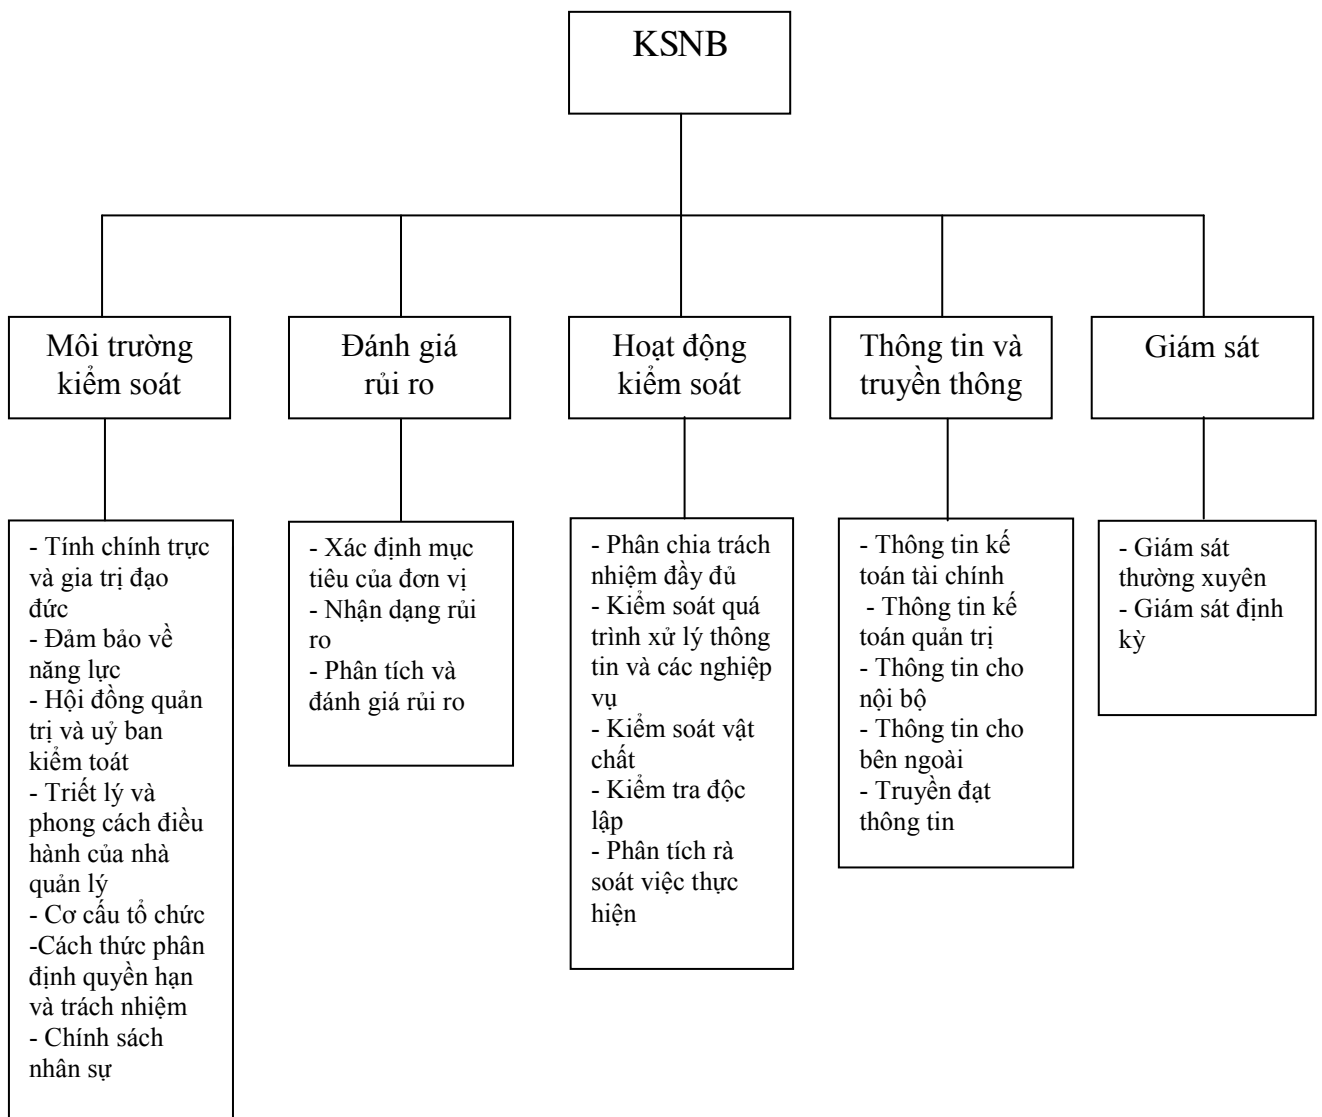 KSNB
Môi trường
kiểm soát
Đánh giá
rủi ro
Hoạt động
kiểm soát
Thông tin và
truyền thông
Giám sát
- Tính chính trực
và gia trị đạo
đức
- Đảm bảo về
năng lực
- Hội đồng quản
trị và uỷ ban
kiểm toát
- Triết lý và
phong cách điều
hành của nhà
quản lý
- Cơ cấu tổ chức
-Cách thức phân
định quyền hạn
và trách nhiệm
- Chính sách
nhân sự
- Xác định mục
tiêu của đơn vị
- Nhận dạng rủi
ro
- Phân tích và
đánh giá rủi ro
- Phân chia trách
nhiệm đầy đủ
- Kiểm soát quá
trình xử lý thông
tin và các nghiệp
vụ
- Kiểm soát vật
chất
- Kiểm tra độc
lập
- Phân tích rà
soát việc thực
hiện
- Thông tin kế
toán tài chính
- Thông tin kế
toán quản trị
- Thông tin cho
nội bộ
- Thông tin cho
bên ngoài
- Truyền đạt
thông tin
- Giám sát
thường xuyên
- Giám sát định
kỳ